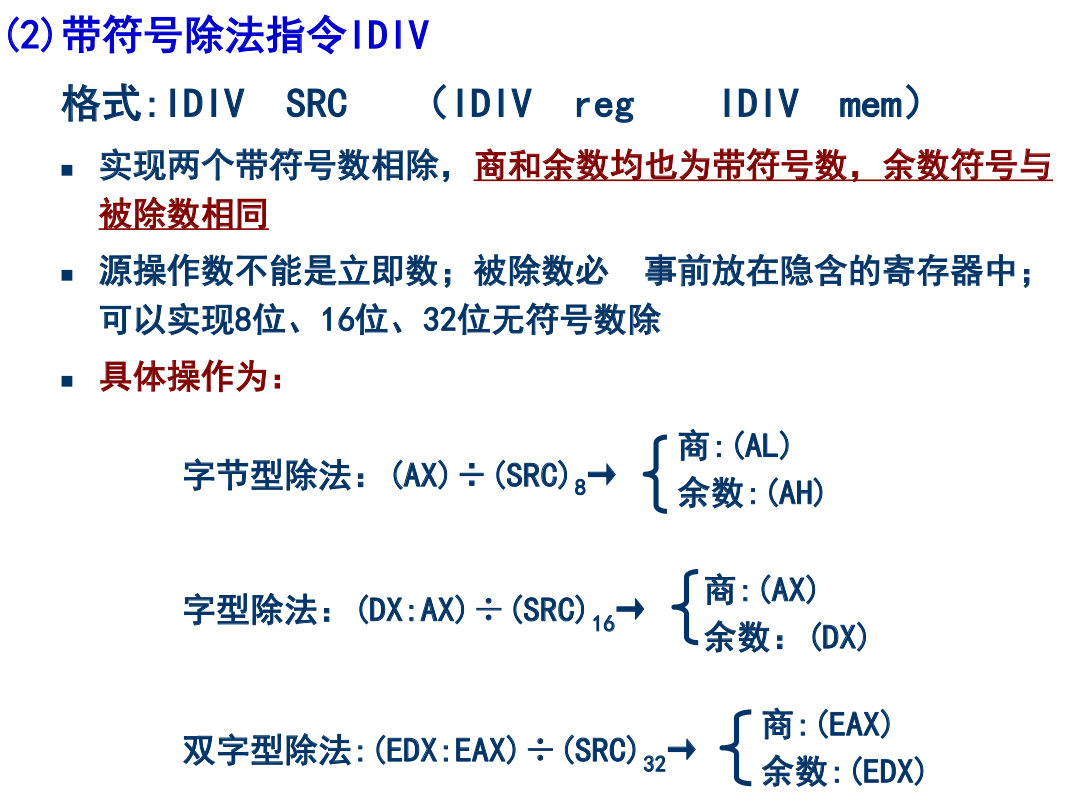 (2)带符号除法指令IDIV
格式:IDIV SRC （IDIV reg IDIV mem）
实现两个带符号数相除，商和余数均也为带符号数，余数符号与
被除数相同
源操作数不能是立即数；被除数必 事前放在隐含的寄存器中；
可以实现8位、16位、32位无符号数除
具体操作为：
字节型除法：(AX)÷(SRC)8→
商:(AL)
余数:(AH)
字型除法：(DX:AX)÷(SRC)16→
商:(AX)
余数：(DX)
双字型除法:(EDX:EAX)÷(SRC)32→
商:(EAX)
余数:(EDX)